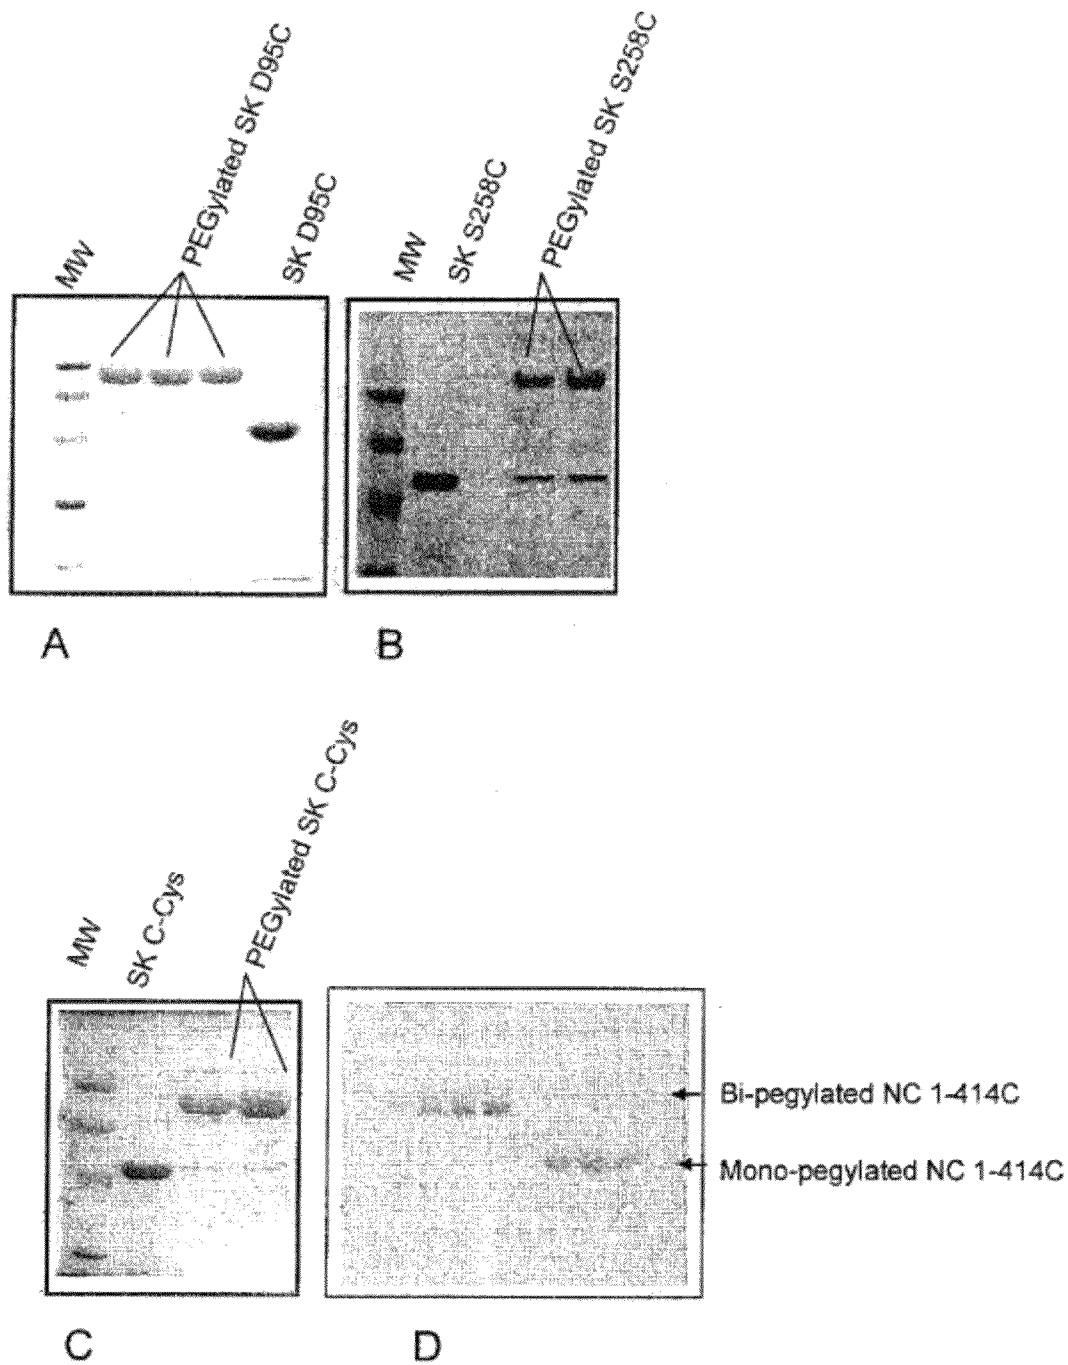 MW
PEGylated SK D95C
SK D95C
MW
SK S258C
PEGylated SK S258C
A
B
MW
SK C-Cys
PEGylated SK C-Cys
Bi-pegylated NC 1-414C
Mono-pegylated NC 1-414C
C
D